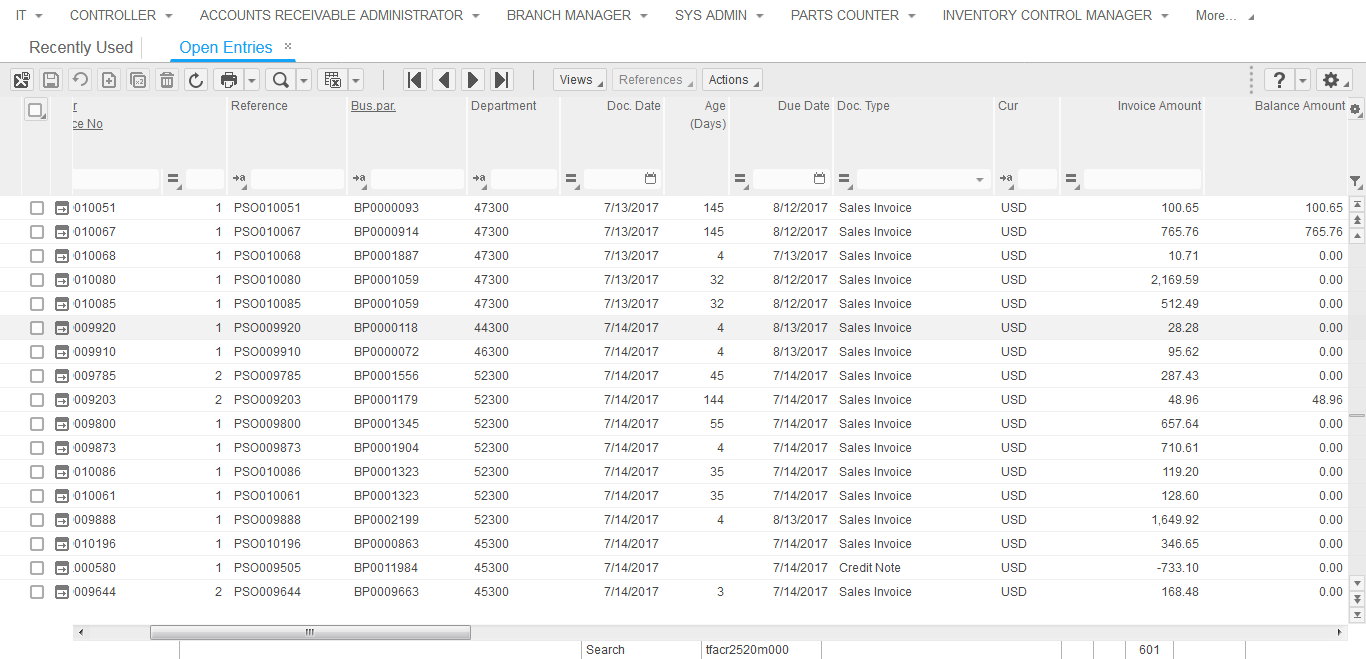 IT CONTROLLER ACCOUNTS RECEIVABLE ADMINISTRATOR BRANCH MANAGER SYS ADMIN PARTS COUNTER INVENTORY CONTROL MANAGER More...
Recently Used Open Entries
Views References Actions ?
r Reference Bus.par. Department Doc. Date Age Due Date Doc. Type Cur Invoice Amount Balance Amount
ce No (Days)
010051 1 PSO010051 BP0000093 47300 7/13/2017 145 8/12/2017 Sales Invoice USD 100.65 100.65
010067 1 PSO010067 BP0000914 47300 7/13/2017 145 8/12/2017 Sales Invoice USD 765.76 765.76
010068 1 PSO010068 BP0001887 47300 7/13/2017 4 8/12/2017 Sales Invoice USD 10.71 0.00
010080 1 PSO010080 BP0001059 47300 7/13/2017 32 8/12/2017 Sales Invoice USD 2,169.59 0.00
010085 1 PSO010085 BP0001059 47300 7/13/2017 32 8/12/2017 Sales Invoice USD 512.49 0.00
009920 1 PSO009920 BP0000118 44300 7/14/2017 4 8/13/2017 Sales Invoice USD 28.28 0.00
009910 1 PSO009910 BP0000072 46300 7/14/2017 4 8/13/2017 Sales Invoice USD 95.62 0.00
009785 2 PSO009785 BP0001556 52300 7/14/2017 45 7/14/2017 Sales Invoice USD 287.43 0.00
009203 2 PSO009203 BP0001179 52300 7/14/2017 144 7/14/2017 Sales Invoice USD 48.96 48.96
009800 1 PSO009800 BP0001345 52300 7/14/2017 55 7/14/2017 Sales Invoice USD 657.64 0.00
009873 1 PSO009873 BP0001904 52300 7/14/2017 4 7/14/2017 Sales Invoice USD 710.61 0.00
010086 1 PSO010086 BP0001323 52300 7/14/2017 35 7/14/2017 Sales Invoice USD 119.20 0.00
010061 1 PSO010061 BP0001323 52300 7/14/2017 35 7/14/2017 Sales Invoice USD 128.60 0.00
009888 1 PSO009888 BP0002199 52300 7/14/2017 4 8/13/2017 Sales Invoice USD 1,649.92 0.00
010196 1 PSO010196 BP0000863 45300 7/14/2017 7/14/2017 Sales Invoice USD 346.65 0.00
000580 1 PSO009505 BP0011984 45300 7/14/2017 7/14/2017 Credit Note USD -733.10 0.00
009644 2 PSO009644 BP0009663 45300 7/14/2017 3 7/14/2017 Sales Invoice USD 168.48 0.00
Search tfacr2520m000 601